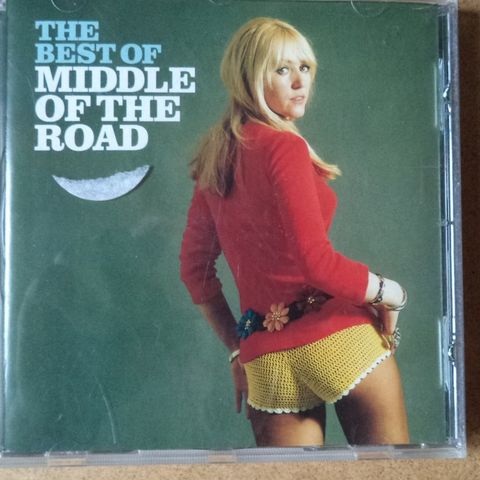 THE
BEST OF
MIDDLE
OF THE
ROAD